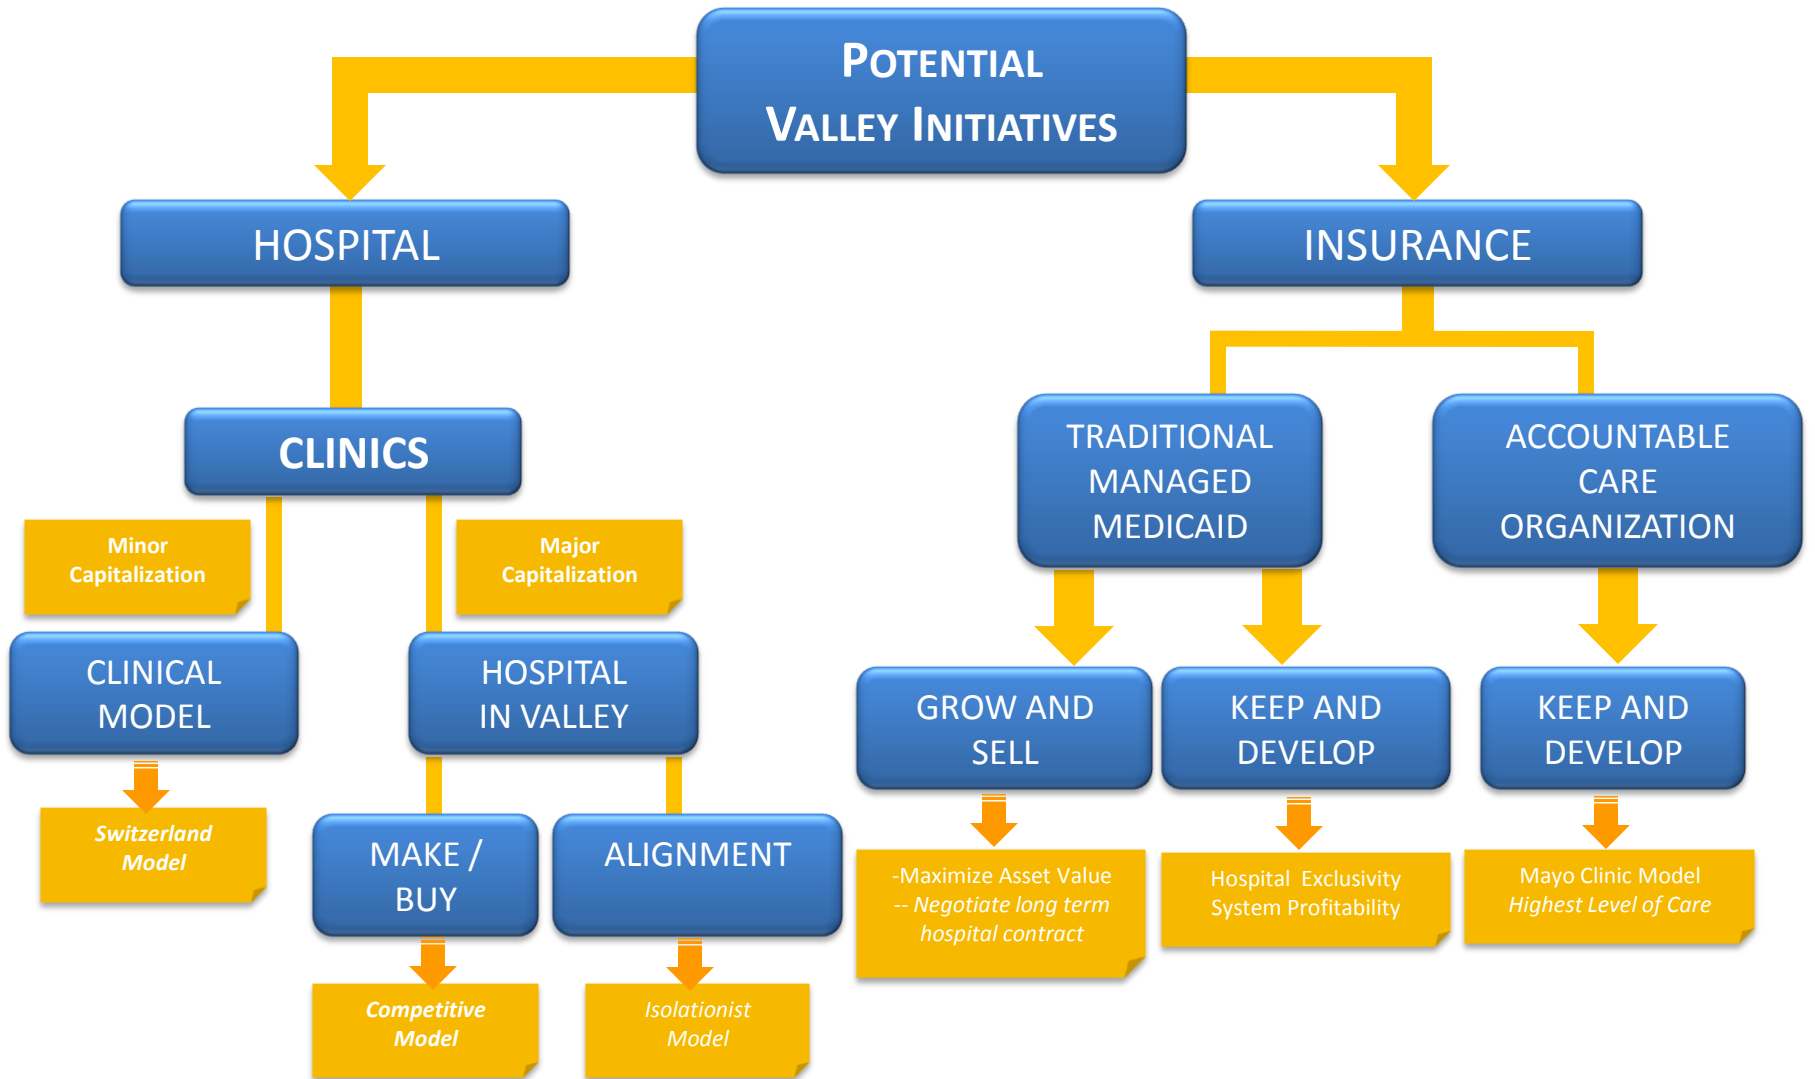 POTENTIAL
VALLEY INITIATIVES
HOSPITAL
INSURANCE
CLINICS
TRADITIONAL
MANAGED
MEDICAID
ACCOUNTABLE
CARE
ORGANIZATION
Minor
Capitalization
Major
Capitalization
CLINICAL
MODEL
HOSPITAL
IN VALLEY
GROW AND
SELL
KEEP AND
DEVELOP
KEEP AND
DEVELOP
Switzerland
Model
MAKE /
BUY
ALIGNMENT
-Maximize Asset Value
-- Negotiate long term
hospital contract
Hospital Exclusivity
System Profitability
Mayo Clinic Model
Highest Level of Care
Competitive
Model
Isolationist
Model